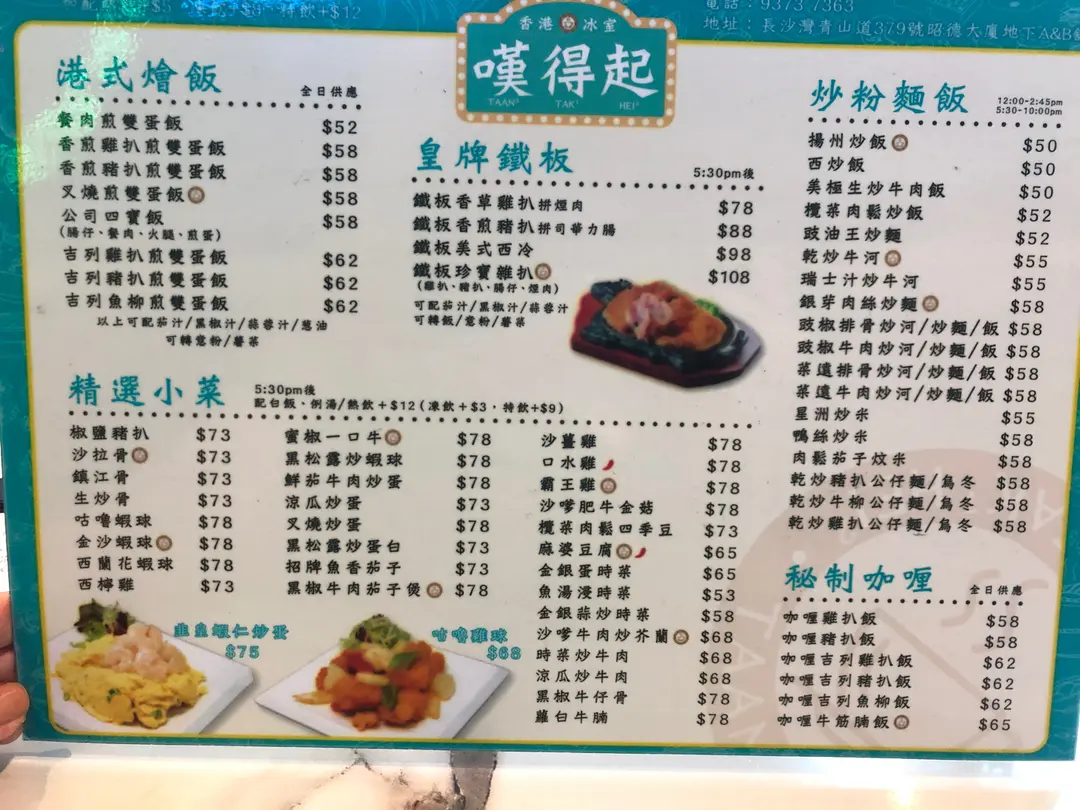 特飲+$12
電話：9373 7363
地址：長沙灣青山道379號昭德大廈地下A&B
香港 冰室
嘆得起
TAAN³ TAK¹ HEI²
港式燴飯 全日供應
餐肉煎雙蛋飯 $52
香煎雞扒煎雙蛋飯 $58
香煎豬扒煎雙蛋飯 $58
叉燒煎雙蛋飯 $58
公司四寶飯 $58
(腸仔、餐肉、火腿、煎蛋)
吉列雞扒煎雙蛋飯 $62
吉列豬扒煎雙蛋飯 $62
吉列魚柳煎雙蛋飯 $62
以上可配茄汁/黑椒汁/蒜蓉汁/葱油
可轉意粉/薯菜
皇牌鐵板 5:30pm後
鐵板香草雞扒拼煙肉 $78
鐵板香煎豬扒拼司華力腸 $88
鐵板美式西冷 $98
鐵板珍寶雜扒 $108
(雞扒、豬扒、腸仔、煙肉)
可配茄汁/黑椒汁/蒜蓉汁
可轉飯/意粉/薯菜
炒粉麵飯 12:00-2:45pm
5:30-10:00pm
揚州炒飯 $50
西炒飯 $50
美極生炒牛肉飯 $50
欖菜肉鬆炒飯 $52
豉油王炒麵 $52
乾炒牛河 $55
瑞士汁炒牛河 $55
銀芽肉絲炒麵 $58
豉椒排骨炒河/炒麵/飯 $58
豉椒牛肉炒河/炒麵/飯 $58
菜遠排骨炒河/炒麵/飯 $58
菜遠牛肉炒河/炒麵/飯 $58
星洲炒米 $55
鴨絲炒米 $58
肉鬆茄子炆米 $58
乾炒豬扒公仔麵/烏冬 $58
乾炒牛柳公仔麵/烏冬 $58
乾炒雞扒公仔麵/烏冬 $58
精選小菜 5:30pm後
配白飯、例湯/熱飲+$12(凍飲+$3，特飲+$9)
椒鹽豬扒 $73
沙拉骨 $73
鎮江骨 $73
生炒骨 $73
咕嚕蝦球 $78
金沙蝦球 $78
西蘭花蝦球 $78
西檸雞 $73
蜜椒一口牛 $78
黑松露炒蝦球 $78
鮮茄牛肉炒蛋 $78
涼瓜炒蛋 $73
叉燒炒蛋 $78
黑松露炒蛋白 $73
招牌魚香茄子 $73
黑椒牛肉茄子煲 $78
沙薑雞 $78
口水雞 $78
霸王雞 $78
沙嗲肥牛金菇 $78
欖菜肉鬆四季豆 $73
麻婆豆腐 $65
金銀蛋時菜 $65
魚湯浸時菜 $53
金銀蒜炒時菜 $58
沙嗲牛肉炒芥蘭 $68
時菜炒牛肉 $68
涼瓜炒牛肉 $68
黑椒牛仔骨 $78
蘿白牛腩 $78
韭皇蝦仁炒蛋
$75
咕嚕雞球
$68
秘制咖喱 全日供應
咖喱雞扒飯 $58
咖喱豬扒飯 $58
咖喱吉列雞扒飯 $62
咖喱吉列豬扒飯 $62
咖喱吉列魚柳飯 $62
咖喱牛筋腩飯 $65